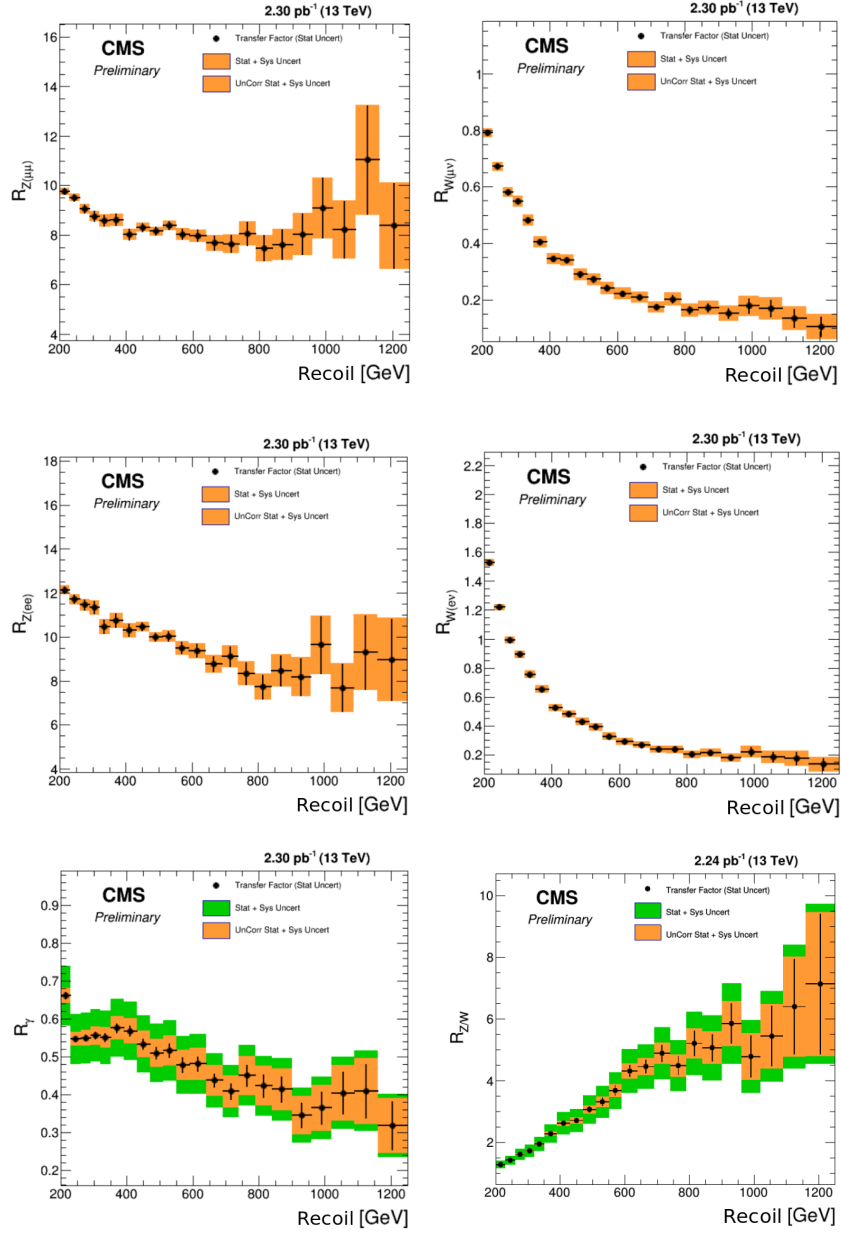 2.30 pb⁻¹ (13 TeV)
16
14
12
10
8
6
4
CMS
Preliminary
Transfer Factor (Stat Uncert)
Stat + Sys Uncert
UnCorr Stat + Sys Uncert
R_Z(μμ)
200 400 600 800 1000 1200
Recoil [GeV]
2.30 pb⁻¹ (13 TeV)
1
0.8
0.6
0.4
0.2
CMS
Preliminary
Transfer Factor (Stat Uncert)
Stat + Sys Uncert
UnCorr Stat + Sys Uncert
R_W(μν)
200 400 600 800 1000 1200
Recoil [GeV]
2.30 pb⁻¹ (13 TeV)
18
16
14
12
10
8
6
4
CMS
Preliminary
Transfer Factor (Stat Uncert)
Stat + Sys Uncert
UnCorr Stat + Sys Uncert
R_Z(ee)
200 400 600 800 1000 1200
Recoil [GeV]
2.30 pb⁻¹ (13 TeV)
2.2
2
1.8
1.6
1.4
1.2
1
0.8
0.6
0.4
0.2
CMS
Preliminary
Transfer Factor (Stat Uncert)
Stat + Sys Uncert
UnCorr Stat + Sys Uncert
R_W(eν)
200 400 600 800 1000 1200
Recoil [GeV]
2.30 pb⁻¹ (13 TeV)
0.9
0.8
0.7
0.6
0.5
0.4
0.3
0.2
CMS
Preliminary
Transfer Factor (Stat Uncert)
Stat + Sys Uncert
UnCorr Stat + Sys Uncert
R_γ
200 400 600 800 1000 1200
Recoil [GeV]
2.24 pb⁻¹ (13 TeV)
10
8
6
4
2
CMS
Preliminary
Transfer Factor (Stat Uncert)
Stat + Sys Uncert
UnCorr Stat + Sys Uncert
R_Z/W
200 400 600 800 1000 1200
Recoil [GeV]